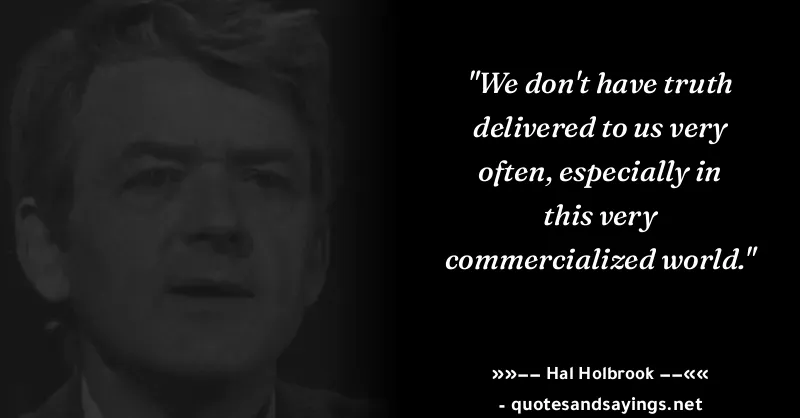 "We don't have truth
delivered to us very
often, especially in
this very
commercialized world."
»»−− Hal Holbrook −−««
- quotesandsayings.net